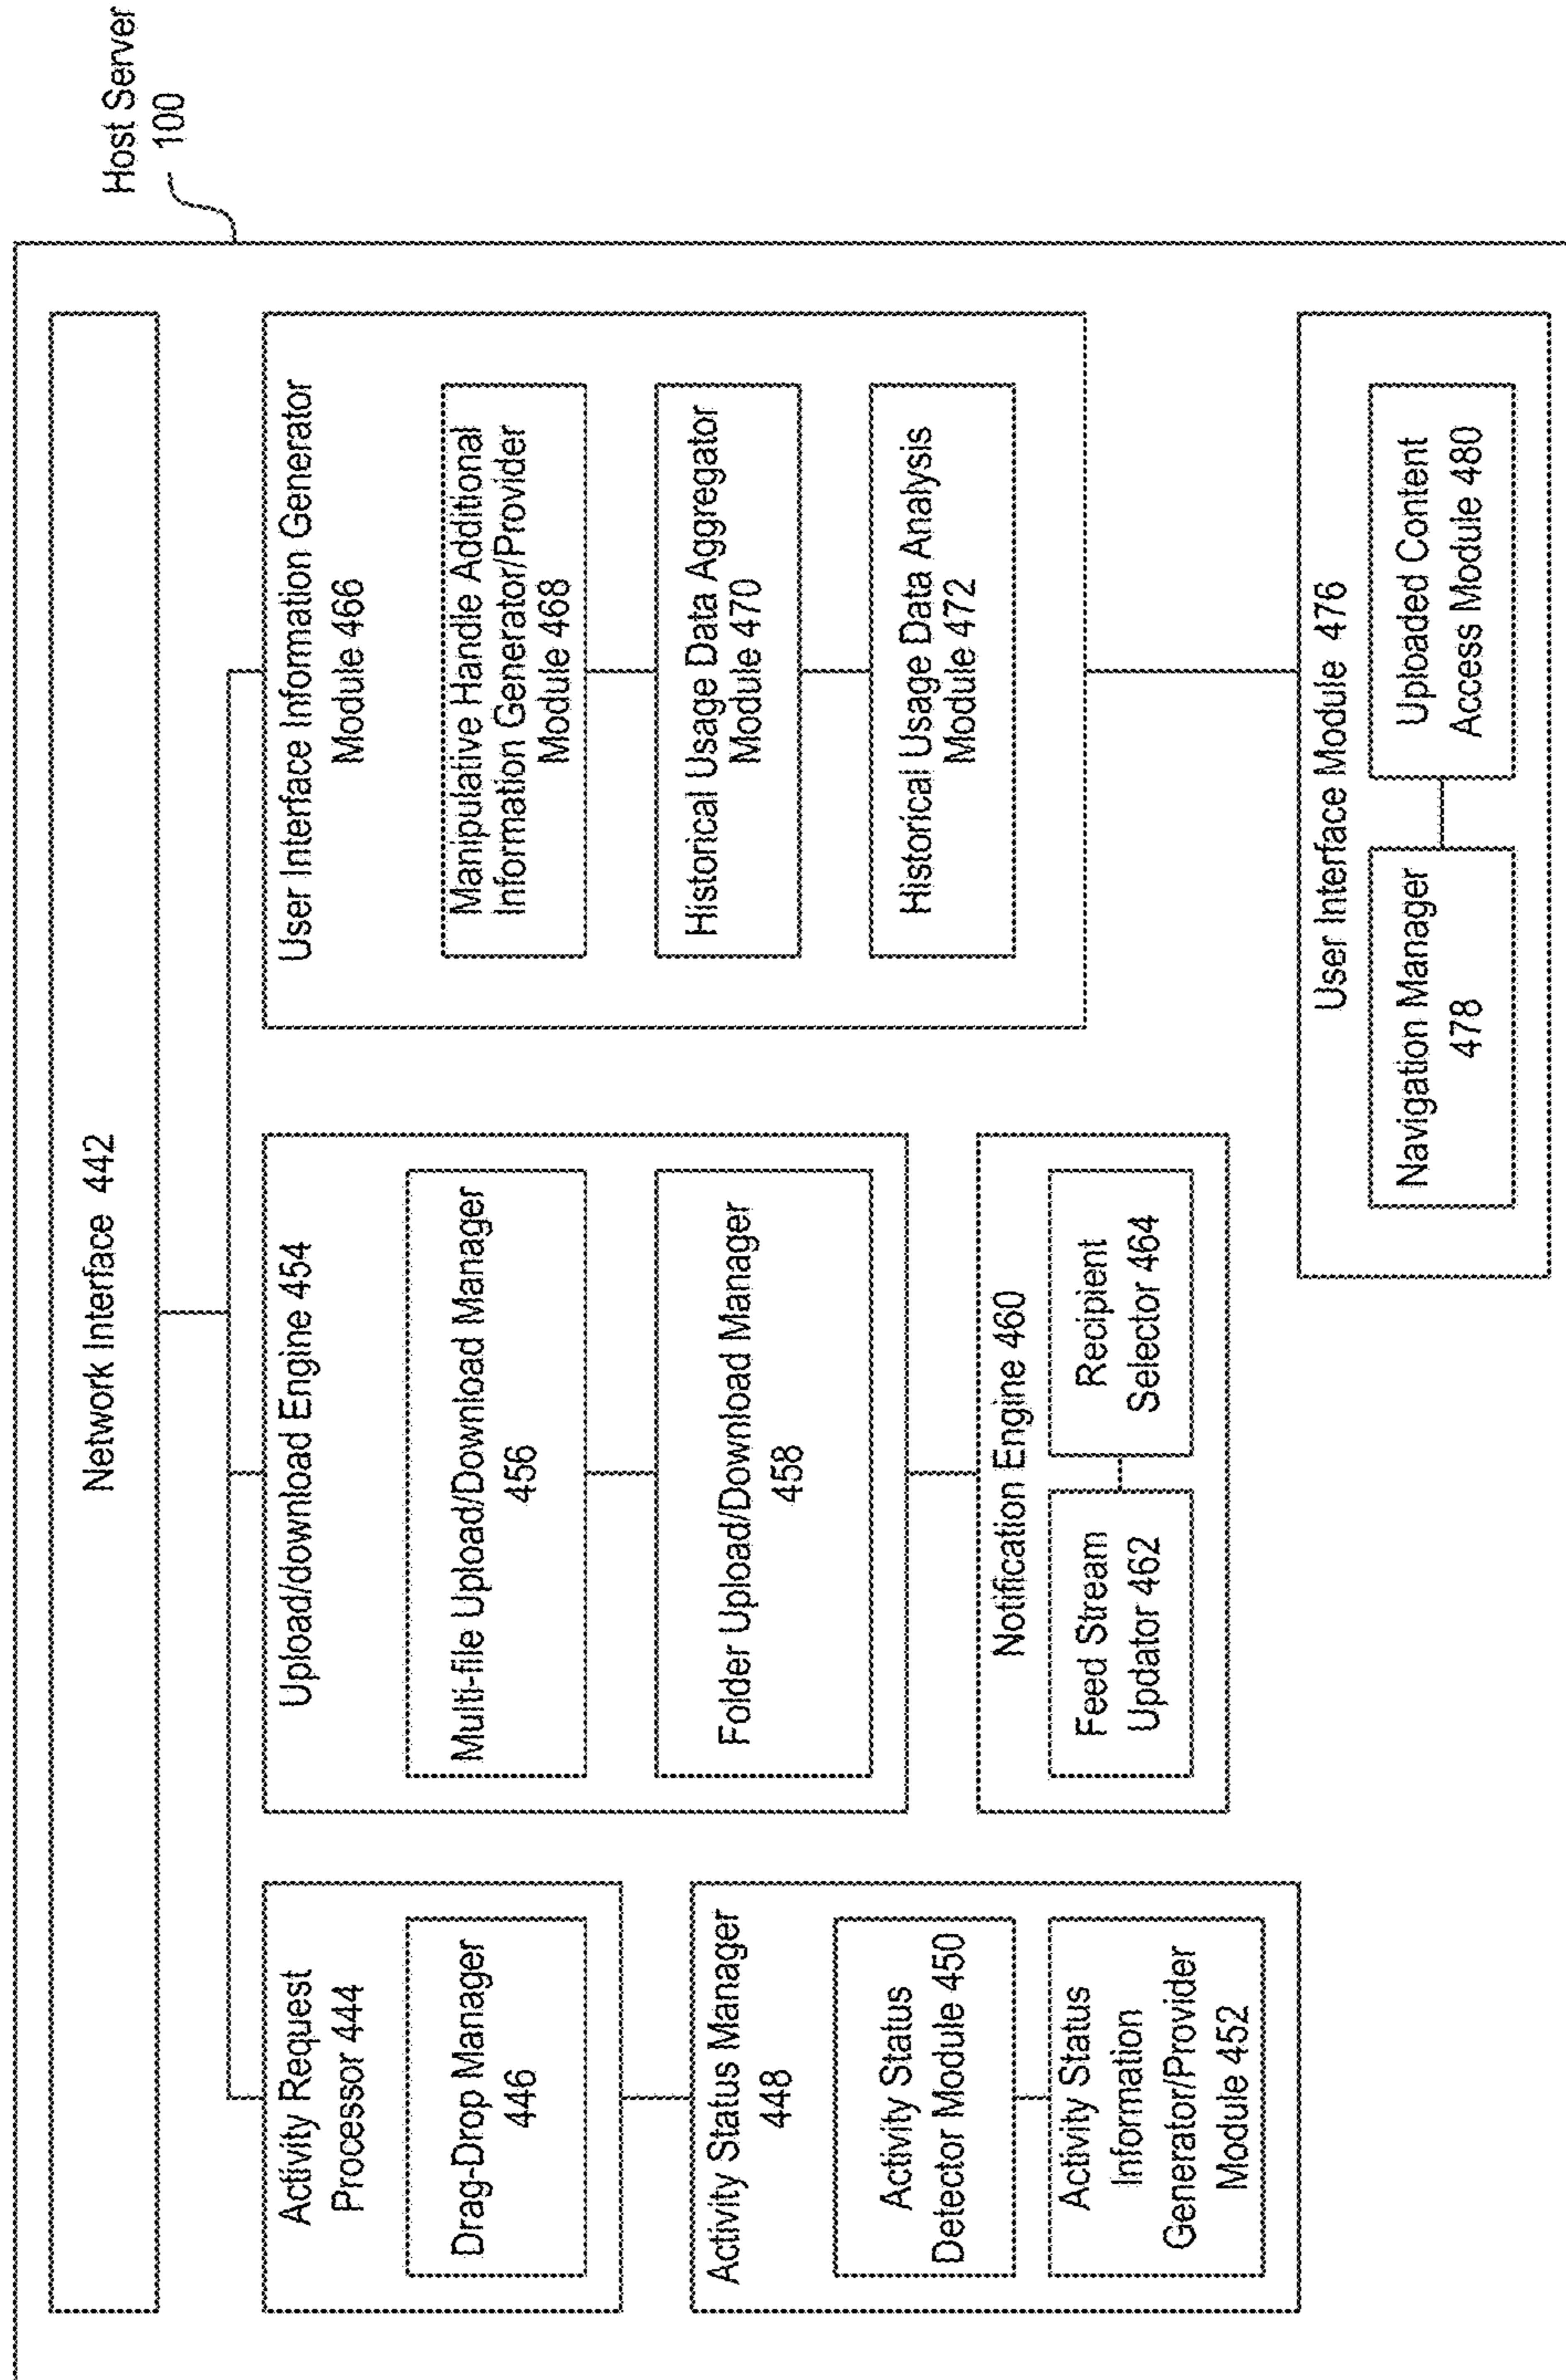 Host Server
100
Network Interface 442
Activity Request
Processor 444
Drag-Drop Manager
446
Activity Status Manager
448
Activity Status
Detector Module 450
Activity Status
Information
Generator/Provider
Module 452
Upload/download Engine 454
Multi-file Upload/Download Manager
456
Folder Upload/Download Manager
458
Notification Engine 460
Feed Stream
Updator 462
Recipient
Selector 464
User Interface Information Generator
Module 466
Manipulative Handle Additional
Information Generator/Provider
Module 468
Historical Usage Data Aggregator
Module 470
Historical Usage Data Analysis
Module 472
User Interface Module 476
Navigation Manager
478
Uploaded Content
Access Module 480